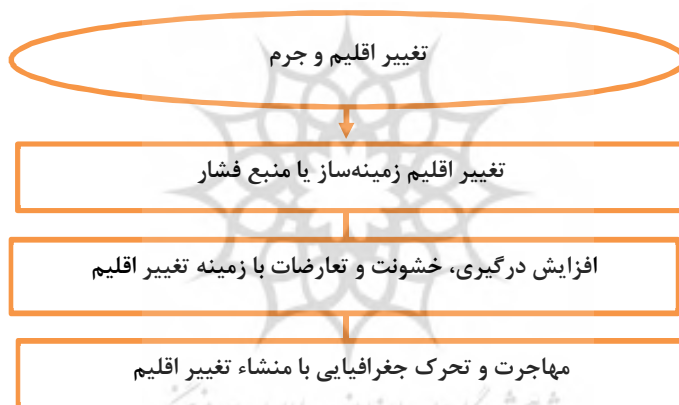 تغییر اقلیم و جرم
تغییر اقلیم زمینه‌ساز یا منبع فشار
افزایش درگیری، خشونت و تعارضات با زمینه تغییر اقلیم
مهاجرت و تحرک جغرافیایی با منشاء تغییر اقلیم